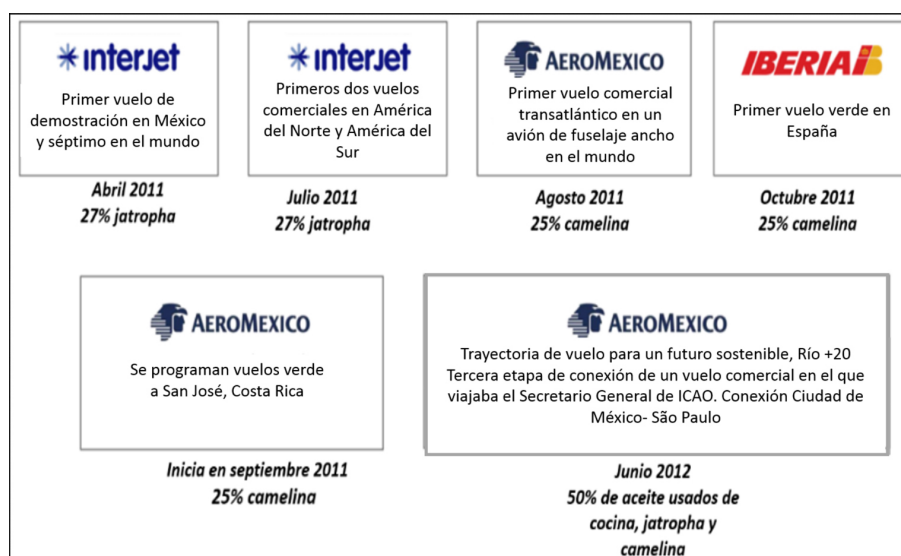 interJet
Primer vuelo de
demostración en México
y séptimo en el mundo
Abril 2011
27% jatropha
interJet
Primeros dos vuelos
comerciales en América
del Norte y América del
Sur
Julio 2011
27% jatropha
AEROMEXICO
Primer vuelo comercial
transatlántico en un
avión de fuselaje ancho
en el mundo
Agosto 2011
25% camelina
IBERIA
Primer vuelo verde en
España
Octubre 2011
25% camelina
AEROMEXICO
Se programan vuelos verde
a San José, Costa Rica
Inicia en septiembre 2011
25% camelina
AEROMEXICO
Trayectoria de vuelo para un futuro sostenible, Río +20
Tercera etapa de conexión de un vuelo comercial en el que
viajaba el Secretario General de ICAO. Conexión Ciudad de
México- São Paulo
Junio 2012
50% de aceite usados de
cocina, jatropha y
camelina